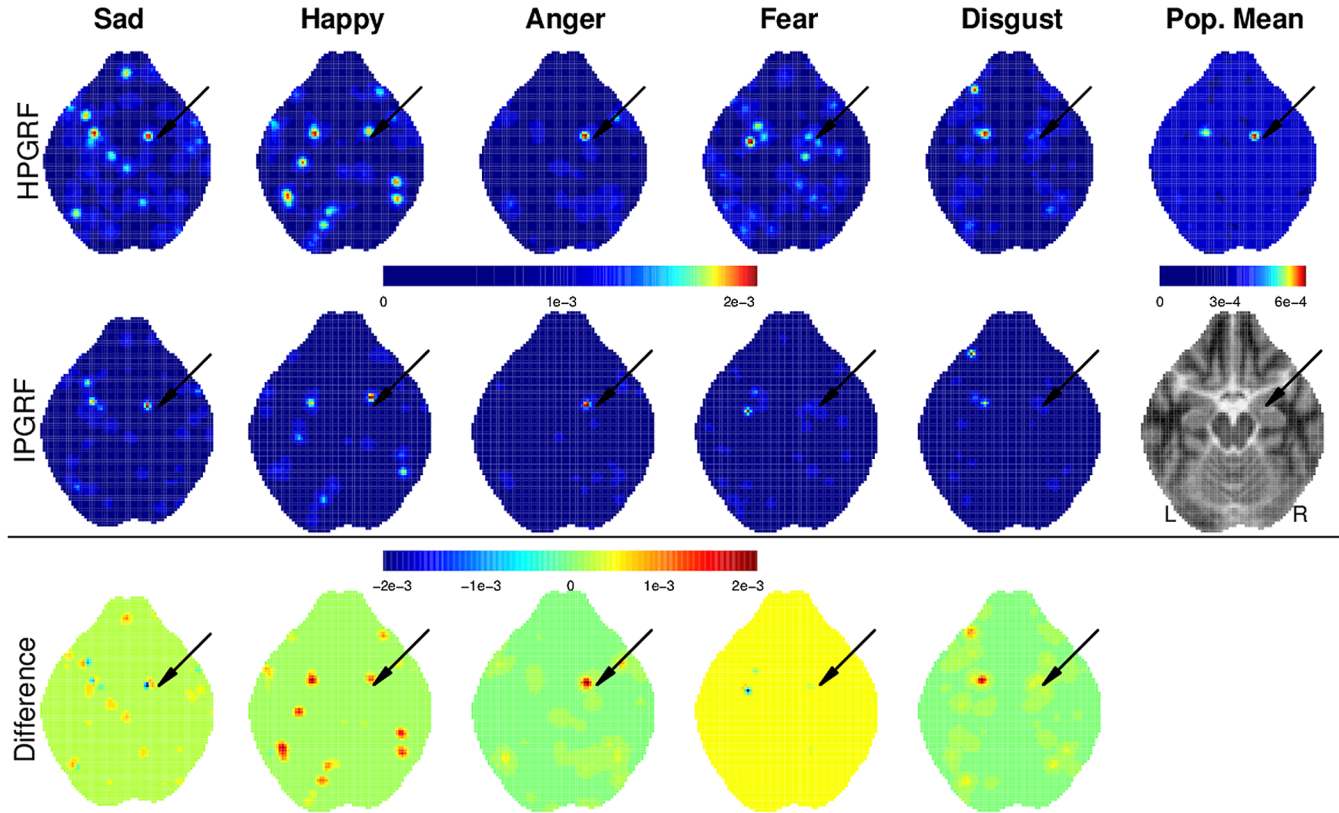 Sad Happy Anger Fear Disgust Pop. Mean
HPGRF
0 1e-3 2e-3
0 3e-4 6e-4
IPGRF
L R
−2e-3 −1e-3 0 1e-3 2e-3
Difference